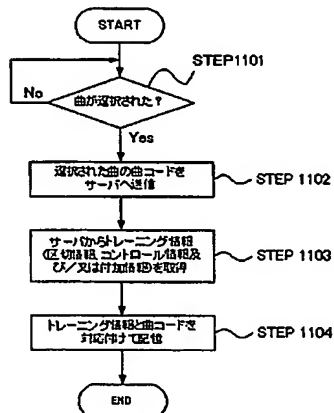 START
STEP1101
No
曲が選択された？
Yes
選択された曲の曲コードを
サーバへ送信
STEP 1102
サーバからトレーニング情報
(区切情報、コントロール情報及
び／又は付加情報)を取得
STEP 1103
トレーニング情報と曲コードを
対応付けて記憶
STEP 1104
END